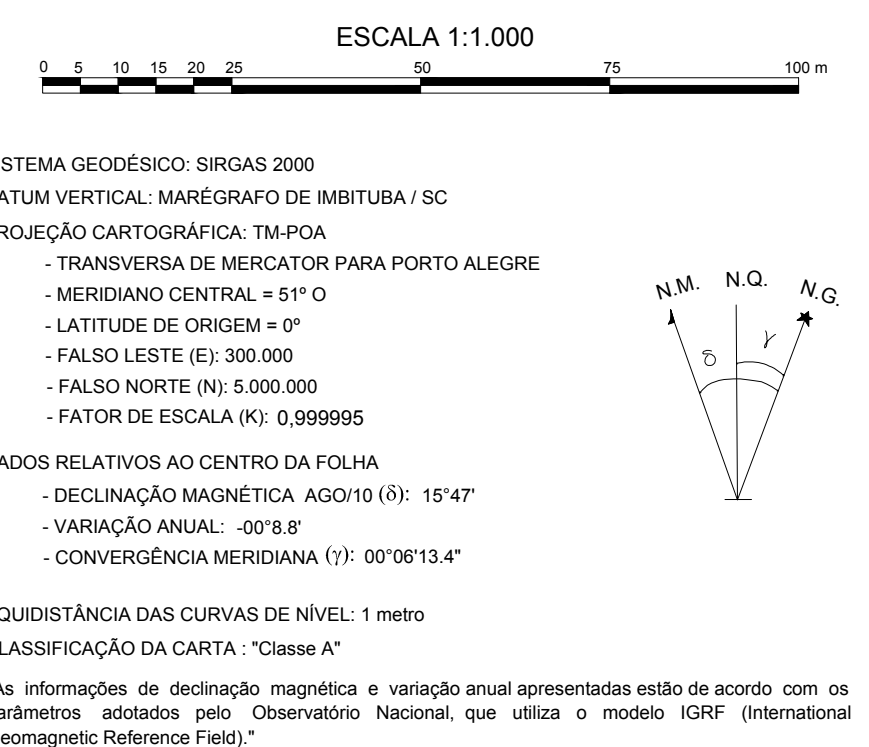 ESCALA 1:1.000
0 5 10 15 20 25 50 75 100 m
ISTEMA GEODÉSICO: SIRGAS 2000
ATUM VERTICAL: MARÉGRAFO DE IMBITUBA / SC
ROJEÇÃO CARTOGRÁFICA: TM-POA
- TRANSVERSA DE MERCATOR PARA PORTO ALEGRE
- MERIDIANO CENTRAL = 51º O
- LATITUDE DE ORIGEM = 0º
- FALSO LESTE (E): 300.000
- FALSO NORTE (N): 5.000.000
- FATOR DE ESCALA (K): 0,999995
N.M. N.Q. N.G.
δ γ
ADOS RELATIVOS AO CENTRO DA FOLHA
- DECLINAÇÃO MAGNÉTICA AGO/10 (δ): 15°47'
- VARIAÇÃO ANUAL: -00°8.8'
- CONVERGÊNCIA MERIDIANA (γ): 00°06'13.4"
QUIDISTÂNCIA DAS CURVAS DE NÍVEL: 1 metro
LASSIFICAÇÃO DA CARTA : "Classe A"
As informações de declinação magnética e variação anual apresentadas estão de acordo com os
arâmetros adotados pelo Observatório Nacional, que utiliza o modelo IGRF (International
eomagnetic Reference Field)."